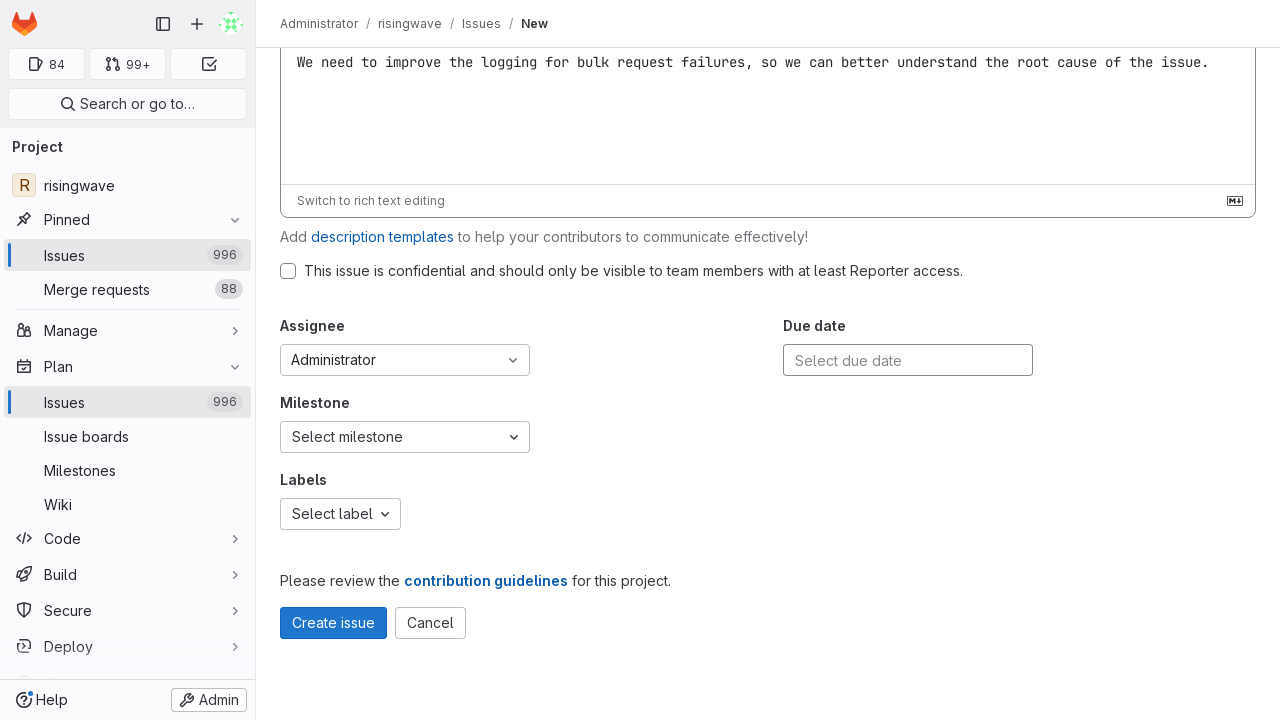 Administrator / risingwave / Issues / New
84
99+
Search or go to…
Project
R risingwave
Pinned
Issues 996
Merge requests 88
Manage
Plan
Issues 996
Issue boards
Milestones
Wiki
Code
Build
Secure
Deploy
Help
Admin
We need to improve the logging for bulk request failures, so we can better understand the root cause of the issue.
Switch to rich text editing
Add description templates to help your contributors to communicate effectively!
This issue is confidential and should only be visible to team members with at least Reporter access.
Assignee
Administrator
Due date
Select due date
Milestone
Select milestone
Labels
Select label
Please review the contribution guidelines for this project.
Create issue
Cancel